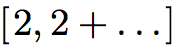 [2, 2 + ...]